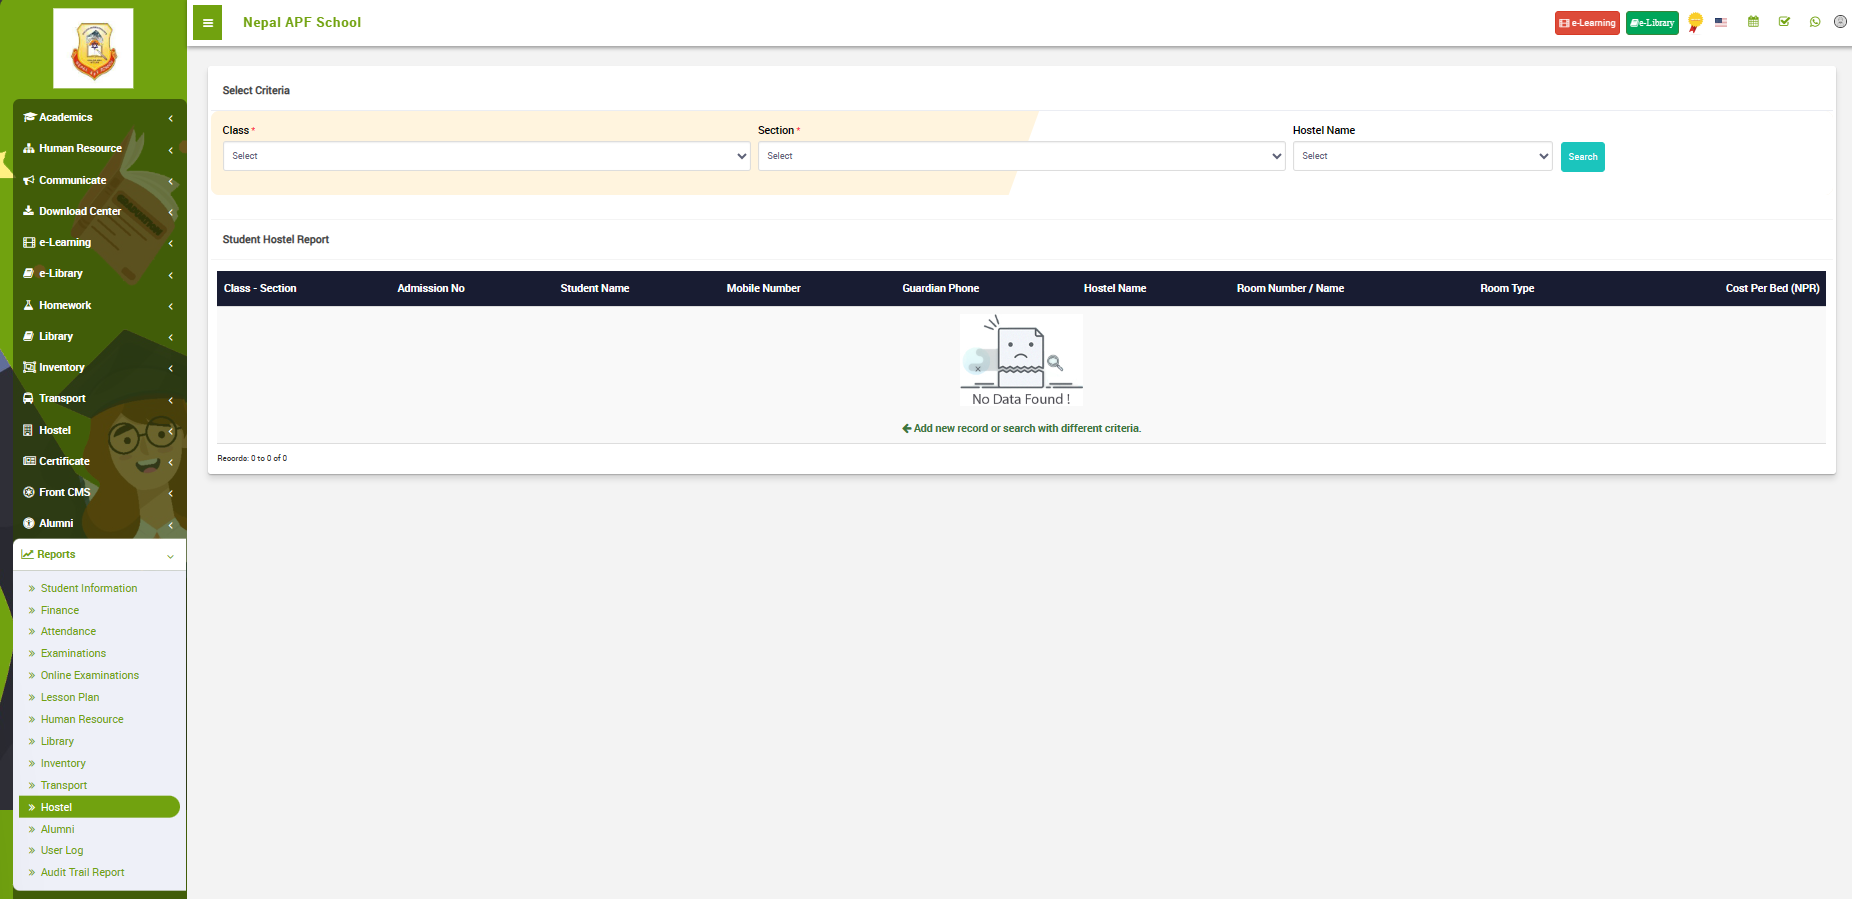 Nepal APF School
e-Learning
e-Library
Academics
Human Resource
Communicate
Download Center
e-Learning
e-Library
Homework
Library
Inventory
Transport
Hostel
Certificate
Front CMS
Alumni
Reports
Student Information
Finance
Attendance
Examinations
Online Examinations
Lesson Plan
Human Resource
Library
Inventory
Transport
Hostel
Alumni
User Log
Audit Trail Report
Select Criteria
Class * Section * Hostel Name
Select Select Select Search
Student Hostel Report
Class - Section Admission No Student Name Mobile Number Guardian Phone Hostel Name Room Number / Name Room Type Cost Per Bed (NPR)
No Data Found !
Add new record or search with different criteria.
Records: 0 to 0 of 0